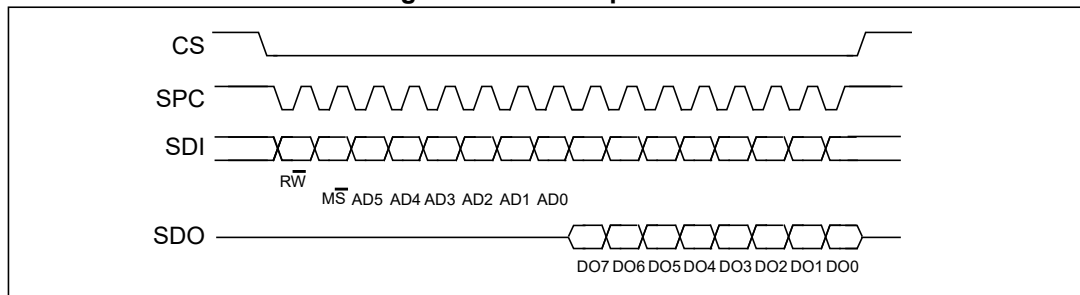 CS
SPC
SDI
RW
MS AD5 AD4 AD3 AD2 AD1 AD0
SDO
DO7 DO6 DO5 DO4 DO3 DO2 DO1 DO0